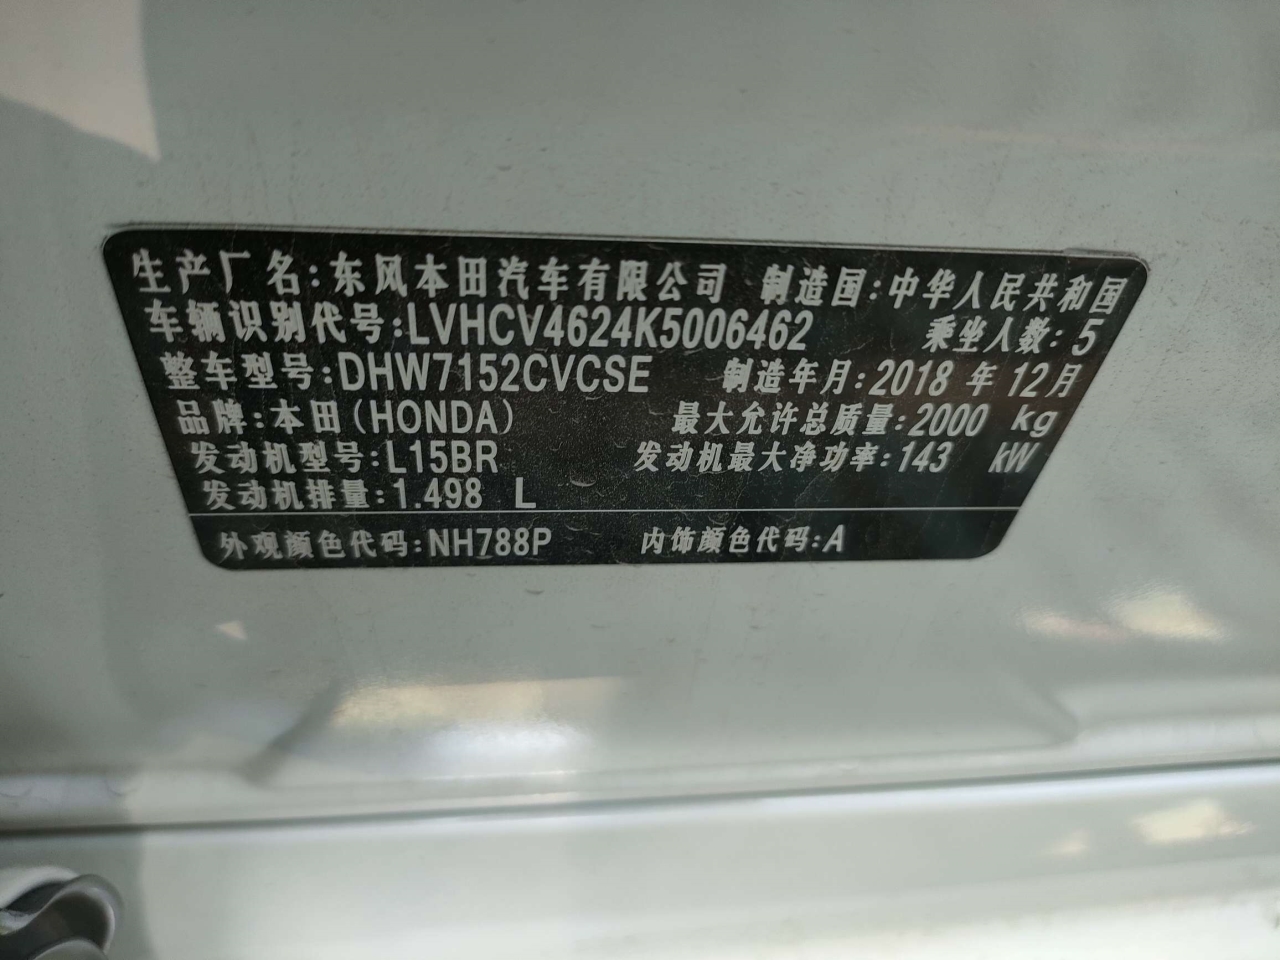 生产厂名:东风本田汽车有限公司 制造国:中华人民共和国
车辆识别代号:LVHCV4624K5006462 乘坐人数:5
整车型号:DHW7152CVCSE 制造年月:2018 年 12 月
品牌:本田(HONDA) 最大允许总质量:2000 kg
发动机型号:L15BR 发动机最大净功率:143 kW
发动机排量:1.498 L
外观颜色代码:NH788P 内饰颜色代码:A